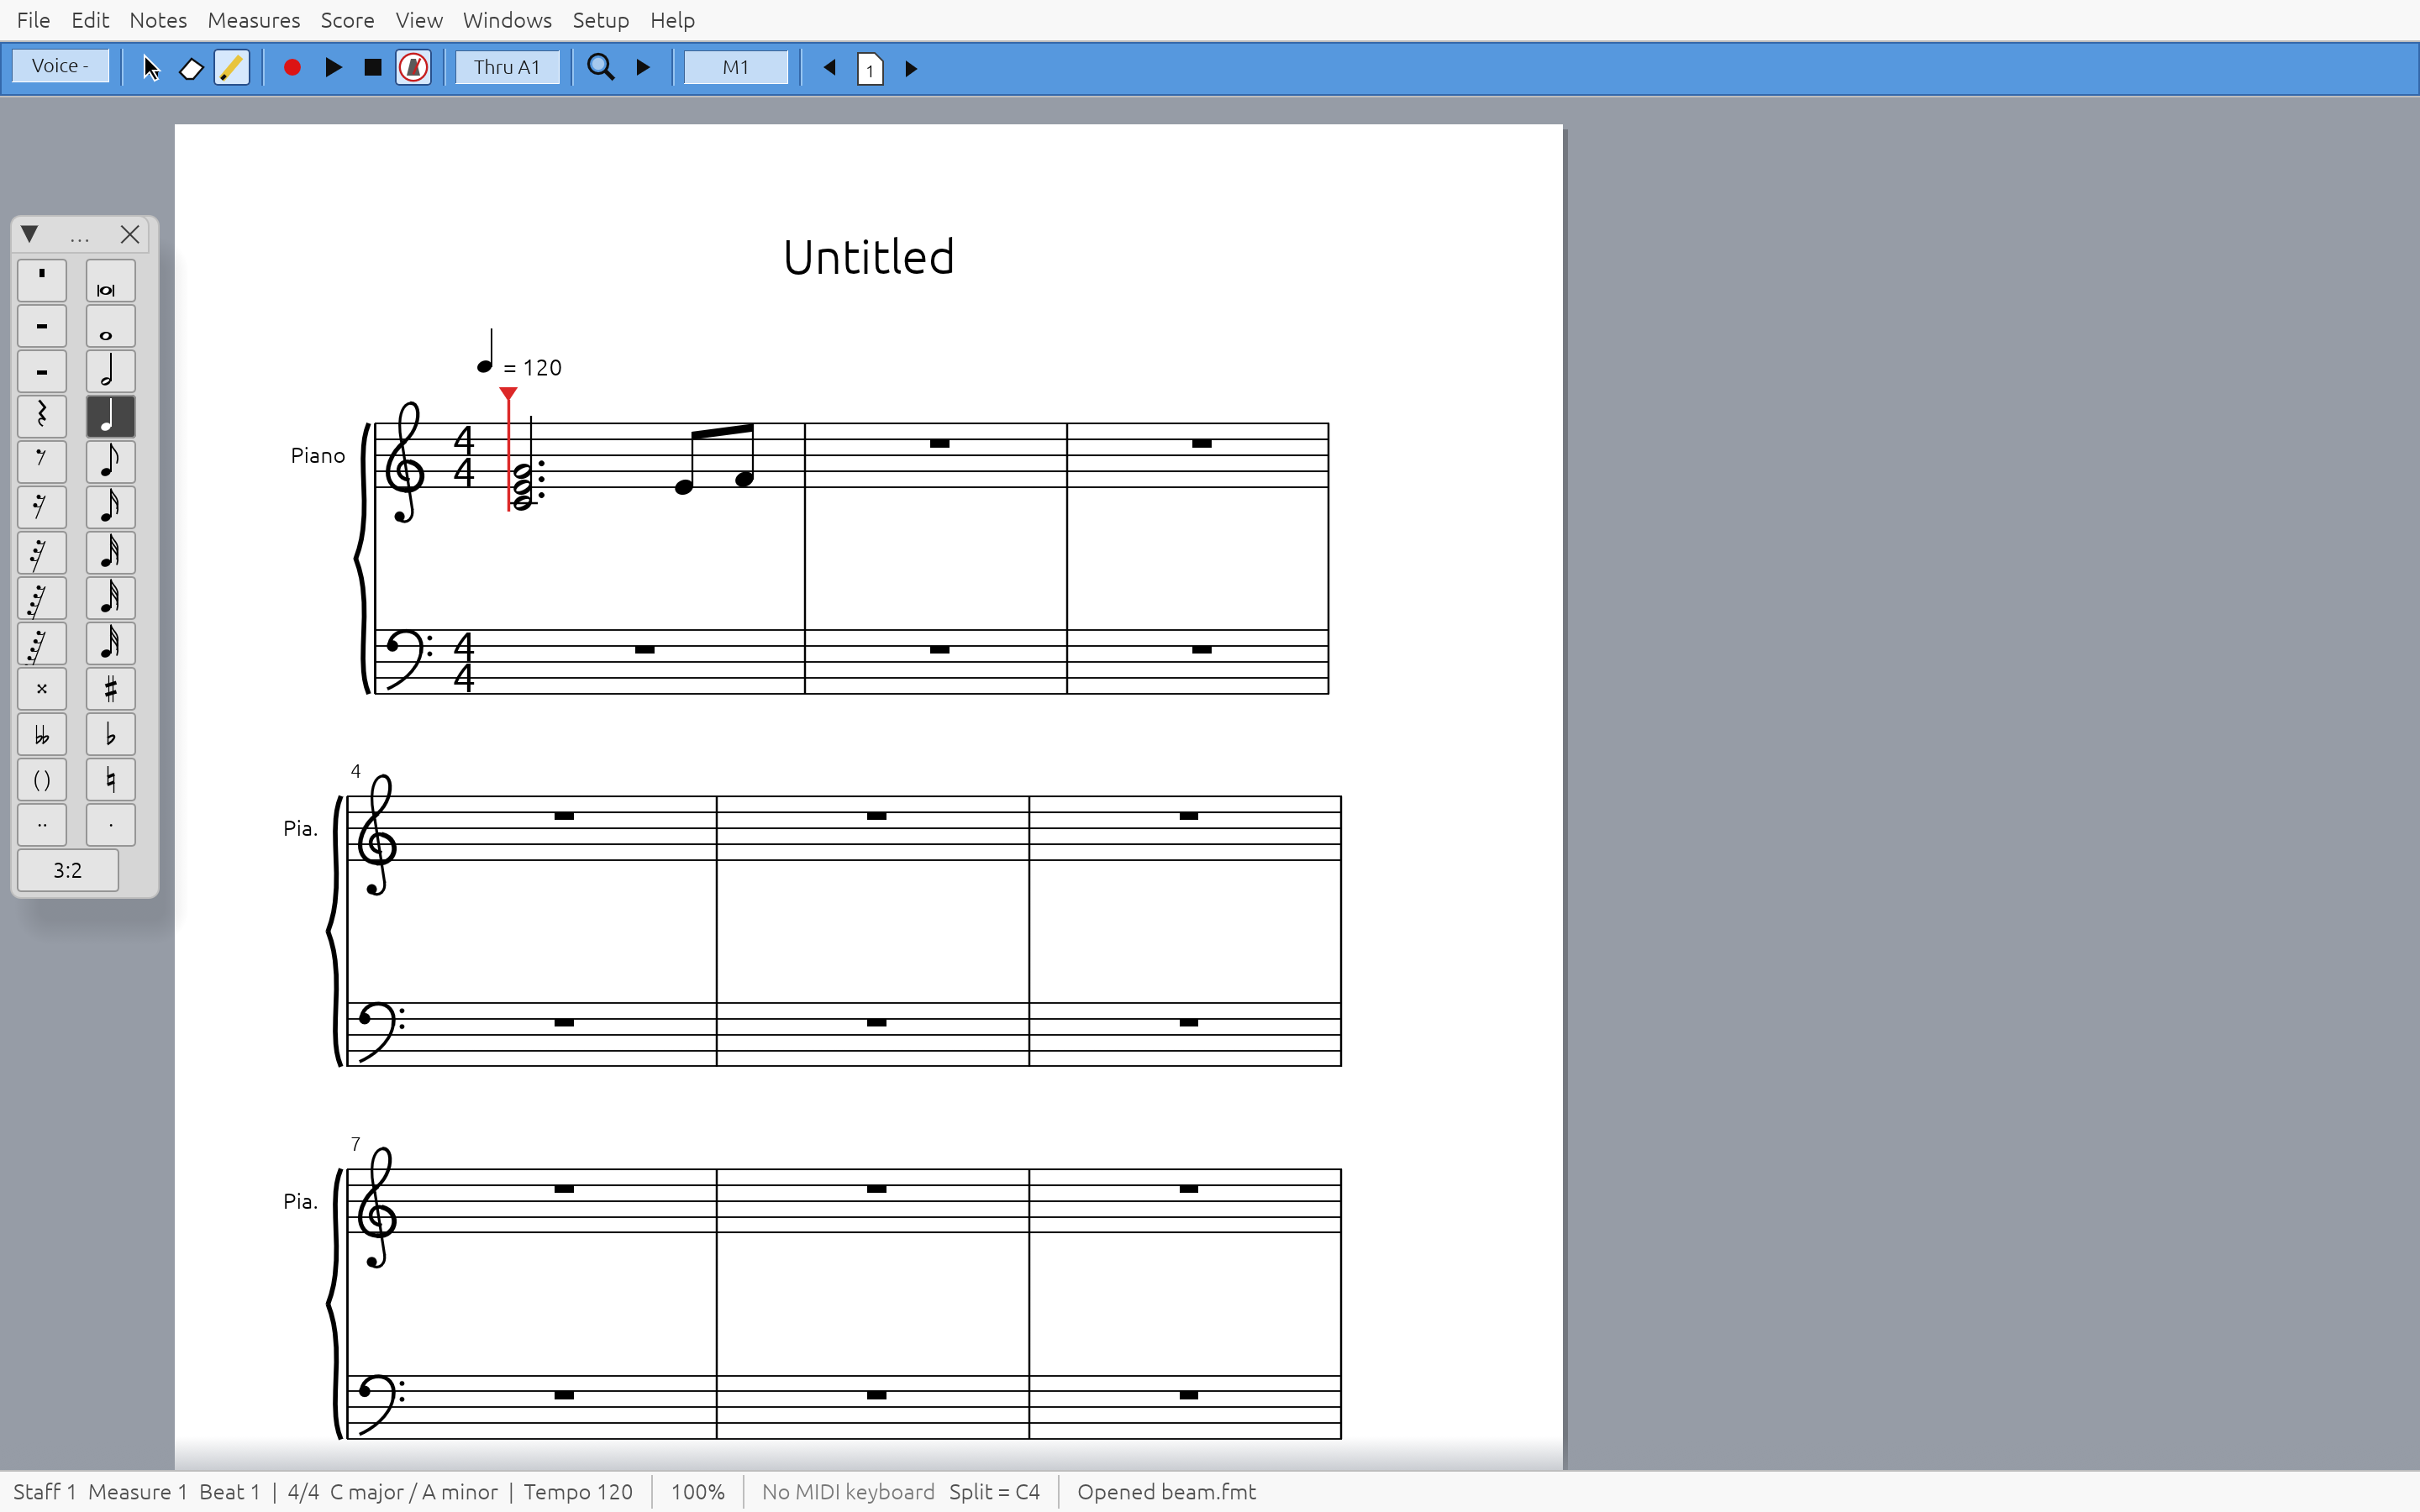 File Edit Notes Measures Score View Windows Setup Help
Voice - Thru A1 M1 1
...
Untitled
= 120
Piano
4
4
4
4
( )
3:2
4
Pia.
7
Pia.
Staff 1 Measure 1 Beat 1 | 4/4 C major / A minor | Tempo 120 100% No MIDI keyboard Split = C4 Opened beam.fmt